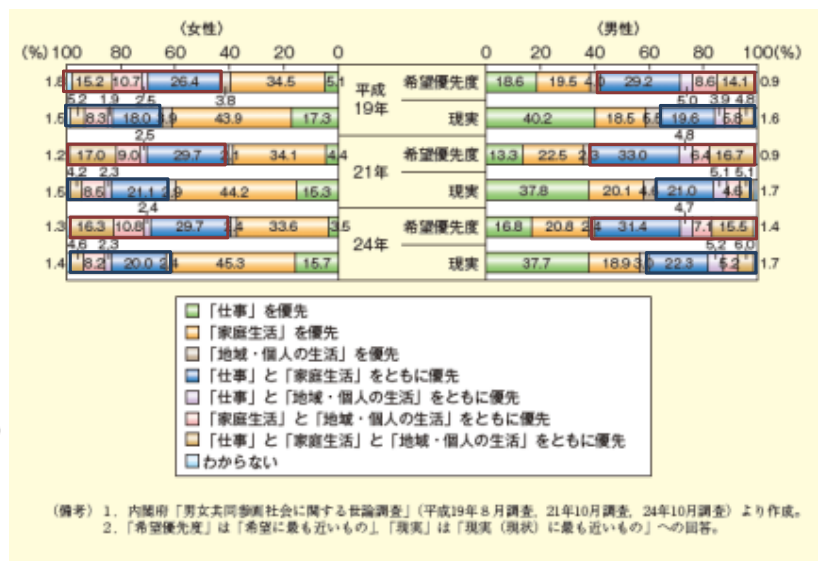 （女性）　（男性）
(%) 100 80 60 40 20 0　0 20 40 60 80 100(%)
1.8 15.2 10.7 26.4 34.5 5.1 平成19年 希望優先度 18.6 19.5 4.0 29.2 8.6 14.1 0.9
5.2 1.9 2.5 3.8　5.0 3.9 4.8
1.5 8.3 18.0 43.9 17.3 現実 40.2 18.5 19.6 5.8 1.6
2.5　4.8
1.2 17.0 9.0 29.7 34.1 4.4 21年 希望優先度 13.3 22.5 33.0 6.4 16.7 0.9
4.2 2.3　5.1 5.1
1.5 8.5 21.1 44.2 15.3 現実 37.8 20.1 21.0 4.6 1.7
2.4　4.7
1.3 16.3 10.8 29.7 33.6 3.5 24年 希望優先度 16.8 20.8 31.4 7.1 15.5 1.4
4.6 2.3　5.2 6.0
1.4 8.2 20.0 45.3 15.7 現実 37.7 18.9 22.3 5.2 1.7
「仕事」を優先
「家庭生活」を優先
「地域・個人の生活」を優先
「仕事」と「家庭生活」をともに優先
「仕事」と「地域・個人の生活」をともに優先
「家庭生活」と「地域・個人の生活」をともに優先
「仕事」と「家庭生活」と「地域・個人の生活」をともに優先
わからない
（備考）１．内閣府「男女共同参画社会に関する世論調査」（平成19年８月調査，21年10月調査，24年10月調査）より作成。
２．「希望優先度」は「希望に最も近いもの」，「現実」は「現実（現状）に最も近いもの」への回答。